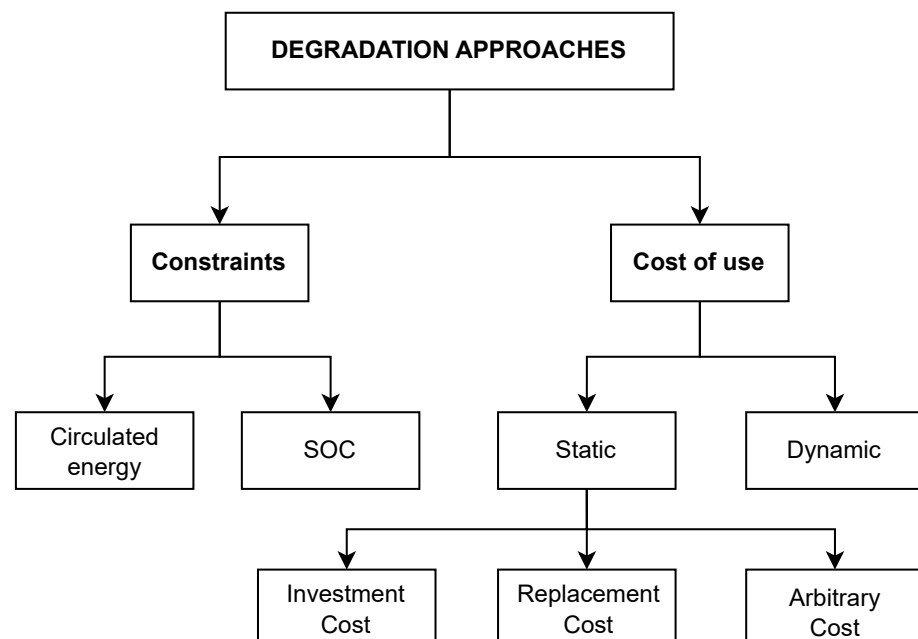 DEGRADATION APPROACHES
Constraints
Cost of use
Circulated
energy
SOC
Static
Dynamic
Investment
Cost
Replacement
Cost
Arbitrary
Cost